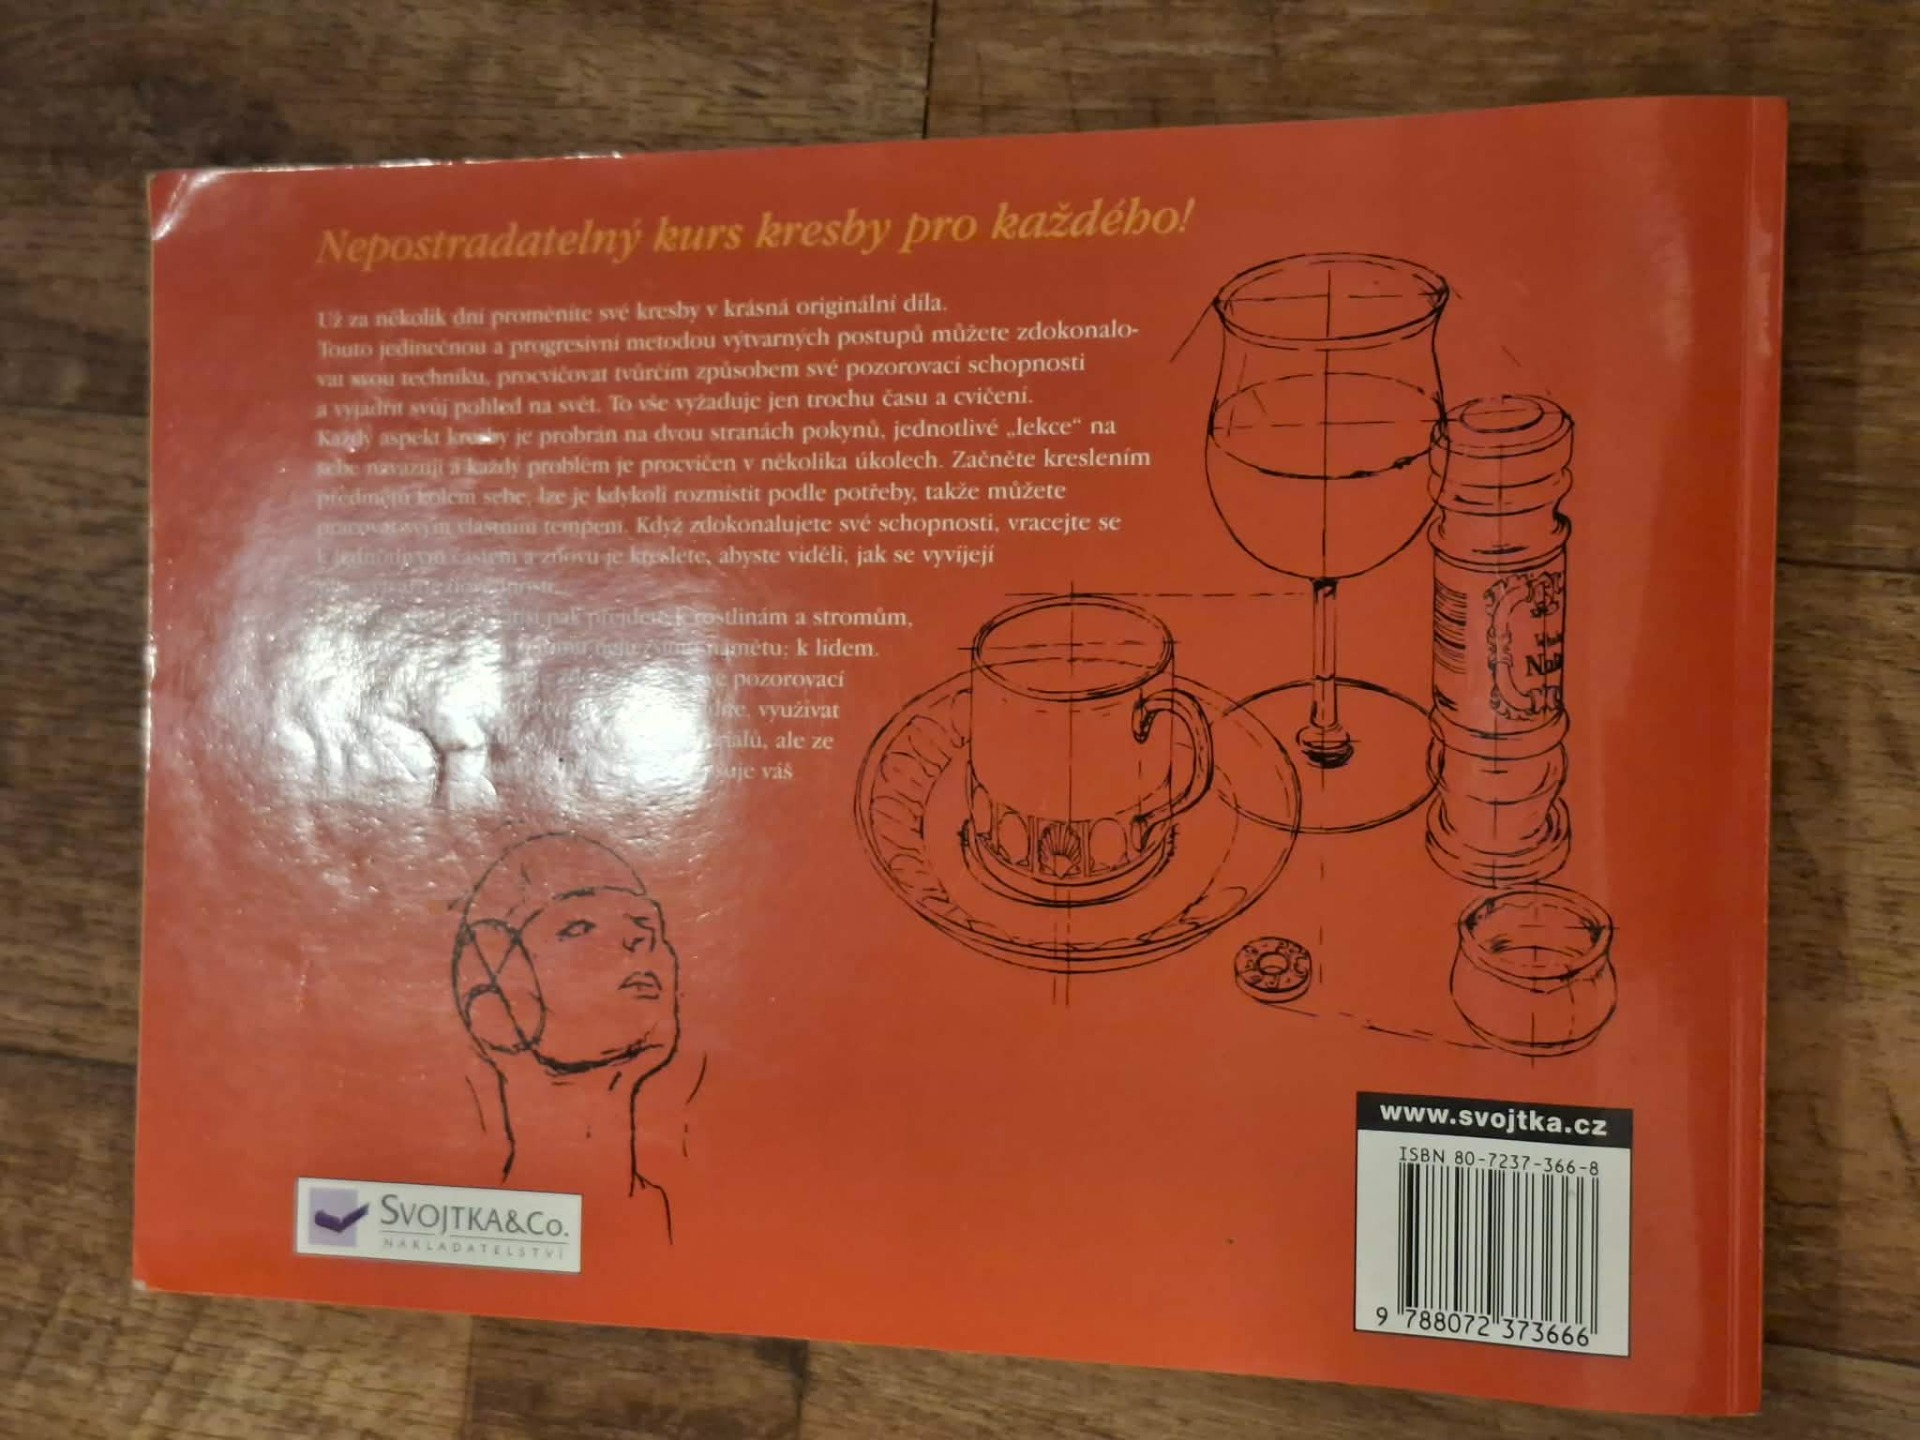 Nepostradatelný kurs kresby pro každého!
Už za několik dní proměníte své kresby v krásná originální díla.
Touto jedinečnou a progresivní metodou výtvarných postupů můžete zdokonalo-
vat svou techniku, procvičovat tvůrčím způsobem své pozorovací schopnosti
a vyjádřit svůj pohled na svět. To vše vyžaduje jen trochu času a cvičení.
Každý aspekt kresby je probrán na dvou stranách pokynů, jednotlivé „lekce“ na
sebe navazují a každý problém je procvičen v několika úkolech. Začněte kreslením
předmětů kolem sebe, lze je kdykoli rozmístit podle potřeby, takže můžete
pracovat svým vlastním tempem. Když zdokonalujete své schopnosti, vracejte se
k jednotlivým částem a znovu je kreslete, abyste viděli, jak se vyvíjejí
pak přejdete k rostlinám a stromům,
námětu; k lidem.
pozorovací
využívat
ale ze
váš
www.svojtka.cz
ISBN 80-7237-366-8
9 788072 373666
SVOJTKA&CO.
NAKLADATELSTVÍ